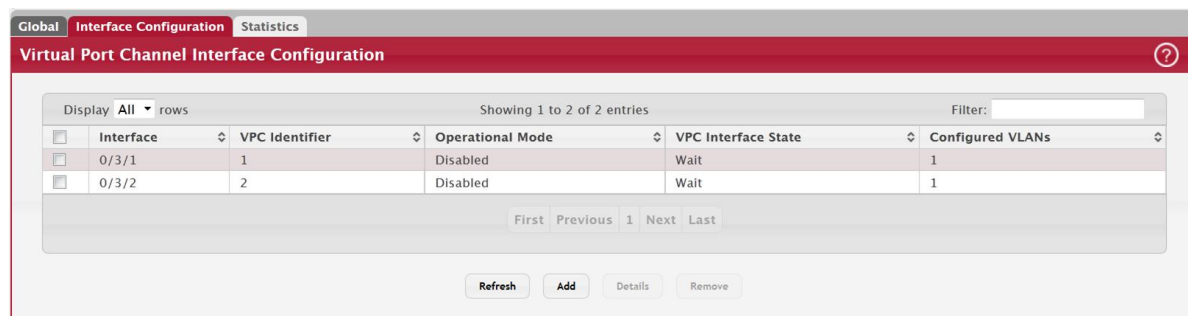 Global Interface Configuration Statistics
Virtual Port Channel Interface Configuration ?
Display All rows Showing 1 to 2 of 2 entries Filter:
Interface VPC Identifier Operational Mode VPC Interface State Configured VLANs
0/3/1 1 Disabled Wait 1
0/3/2 2 Disabled Wait 1
First Previous 1 Next Last
Refresh Add Details Remove